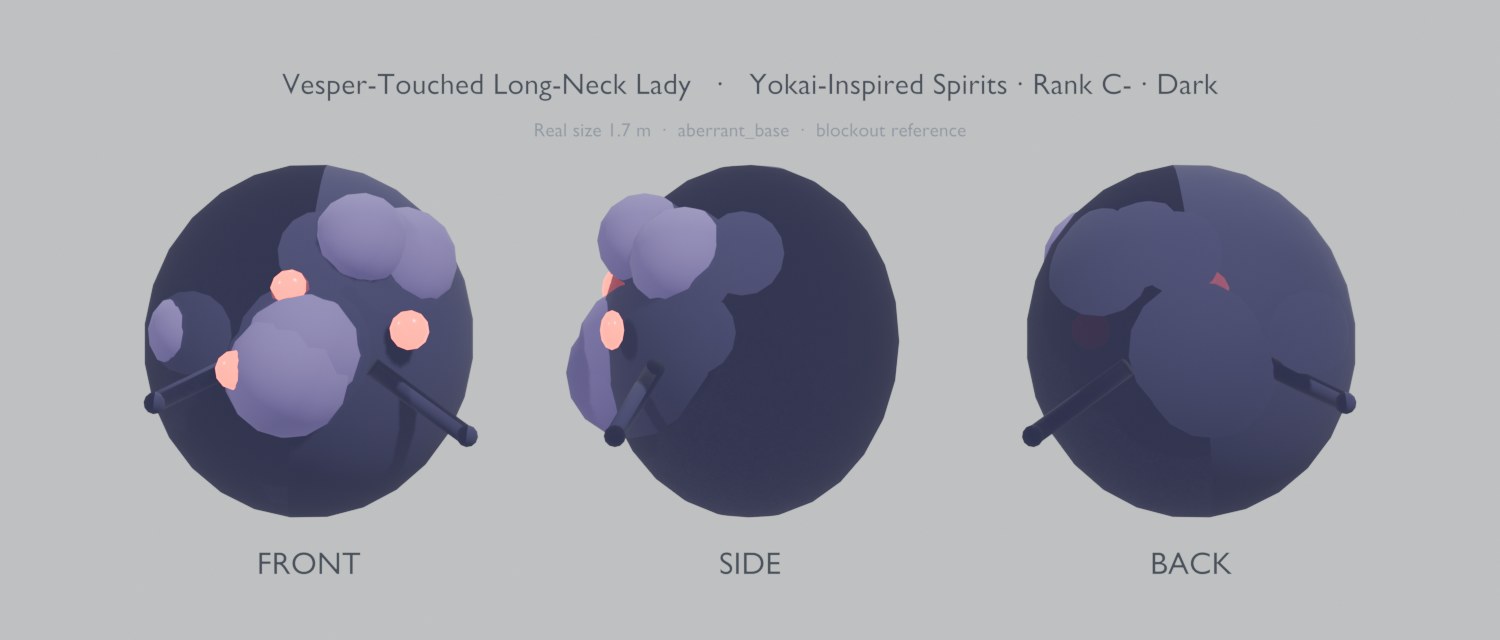 Vesper-Touched Long-Neck Lady · Yokai-Inspired Spirits · Rank C- · Dark
Real size 1.7 m · aberrant_base · blockout reference
FRONT SIDE BACK